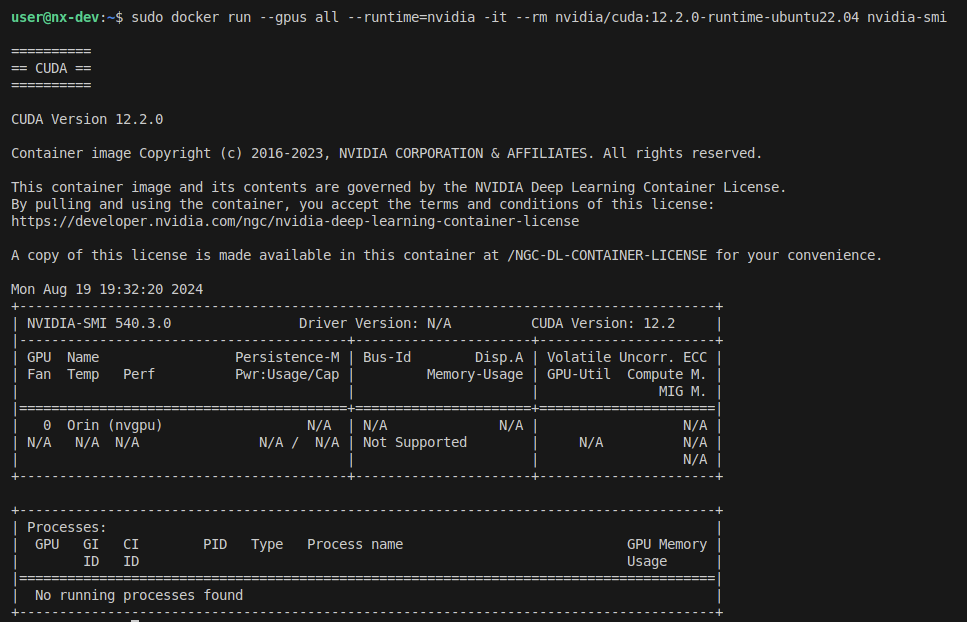 user@nx-dev:~$ sudo docker run --gpus all --runtime=nvidia -it --rm nvidia/cuda:12.2.0-runtime-ubuntu22.04 nvidia-smi

==========
== CUDA ==
==========

CUDA Version 12.2.0

Container image Copyright (c) 2016-2023, NVIDIA CORPORATION & AFFILIATES. All rights reserved.

This container image and its contents are governed by the NVIDIA Deep Learning Container License.
By pulling and using the container, you accept the terms and conditions of this license:
https://developer.nvidia.com/ngc/nvidia-deep-learning-container-license

A copy of this license is made available in this container at /NGC-DL-CONTAINER-LICENSE for your convenience.

Mon Aug 19 19:32:20 2024
+---------------------------------------------------------------------------------------+
| NVIDIA-SMI 540.3.0                Driver Version: N/A          CUDA Version: 12.2     |
|-----------------------------------------+----------------------+----------------------+
| GPU  Name                 Persistence-M | Bus-Id        Disp.A | Volatile Uncorr. ECC |
| Fan  Temp   Perf          Pwr:Usage/Cap |         Memory-Usage | GPU-Util  Compute M. |
|                                         |                      |               MIG M. |
|=========================================+======================+======================|
|   0  Orin (nvgpu)                  N/A  | N/A              N/A |                  N/A |
| N/A   N/A  N/A               N/A /  N/A | Not Supported        |     N/A          N/A |
|                                         |                      |                  N/A |
+-----------------------------------------+----------------------+----------------------+

+---------------------------------------------------------------------------------------+
| Processes:                                                                            |
|  GPU   GI   CI        PID   Type   Process name                            GPU Memory |
|        ID   ID                                                             Usage      |
|=======================================================================================|
|  No running processes found                                                           |
+---------------------------------------------------------------------------------------+